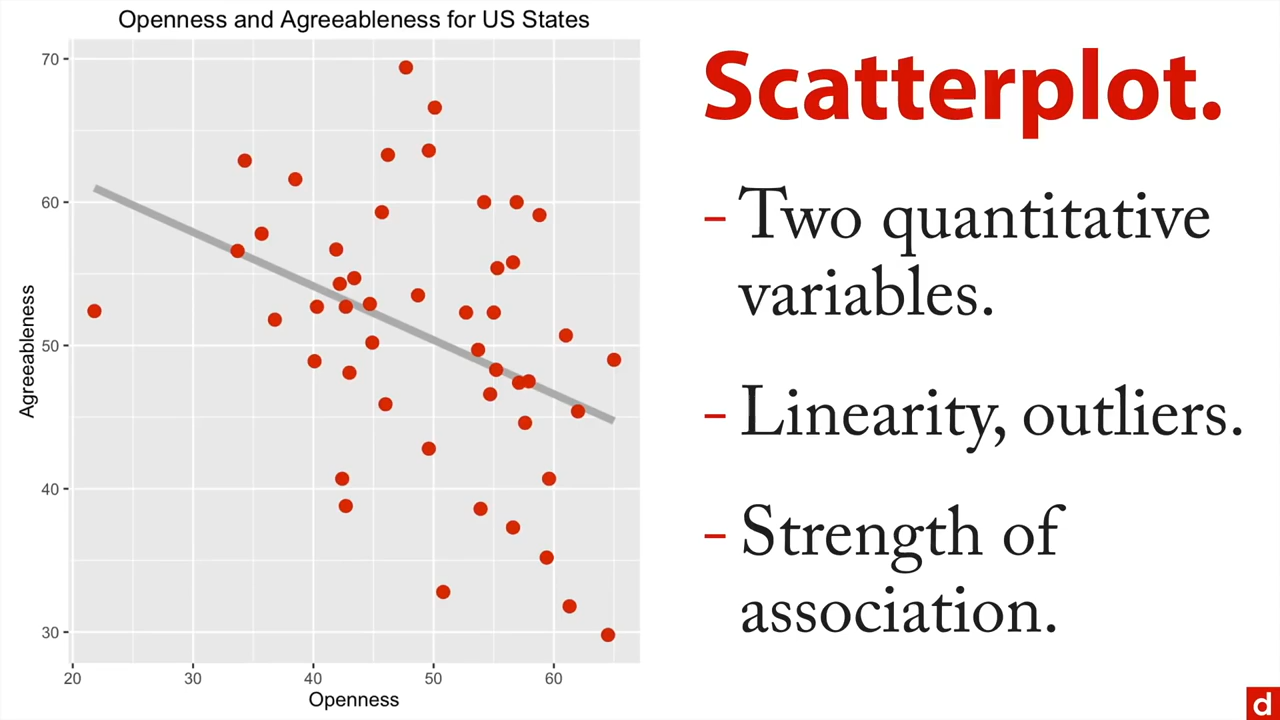 Openness and Agreeableness for US States
70
60
50
40
30
Agreeableness
20
30
40
50
60
Openness
Scatterplot.
- Two quantitative
variables.
- Linearity, outliers.
- Strength of
association.
d